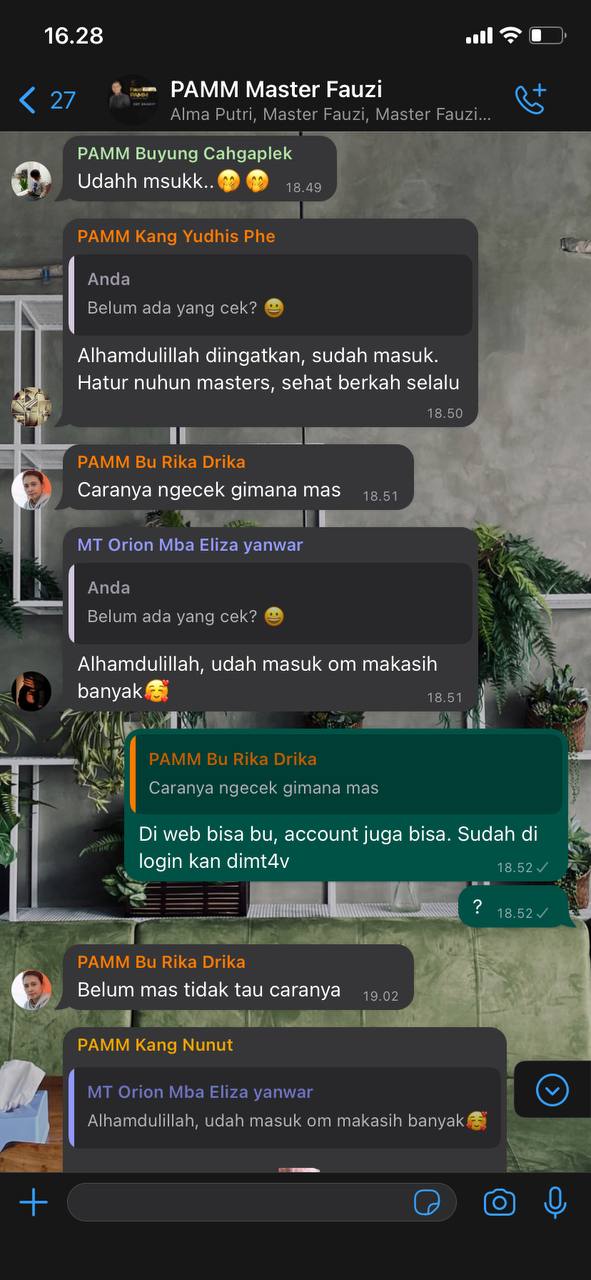 16.28
27
PAMM Master Fauzi
Alma Putri, Master Fauzi, Master Fauzi...
PAMM Buyung Cahgaplek
Udahh msukk..🤭 🤭 18.49
PAMM Kang Yudhis Phe
Anda
Belum ada yang cek? 😀
Alhamdulillah diingatkan, sudah masuk.
Hatur nuhun masters, sehat berkah selalu
18.50
PAMM Bu Rika Drika
Caranya ngecek gimana mas 18.51
MT Orion Mba Eliza yanwar
Anda
Belum ada yang cek? 😀
Alhamdulillah, udah masuk om makasih
banyak🥰 18.51
PAMM Bu Rika Drika
Caranya ngecek gimana mas
Di web bisa bu, account juga bisa. Sudah di
login kan dimt4v 18.52
? 18.52
PAMM Bu Rika Drika
Belum mas tidak tau caranya 19.02
PAMM Kang Nunut
MT Orion Mba Eliza yanwar
Alhamdulillah, udah masuk om makasih banyak🥰